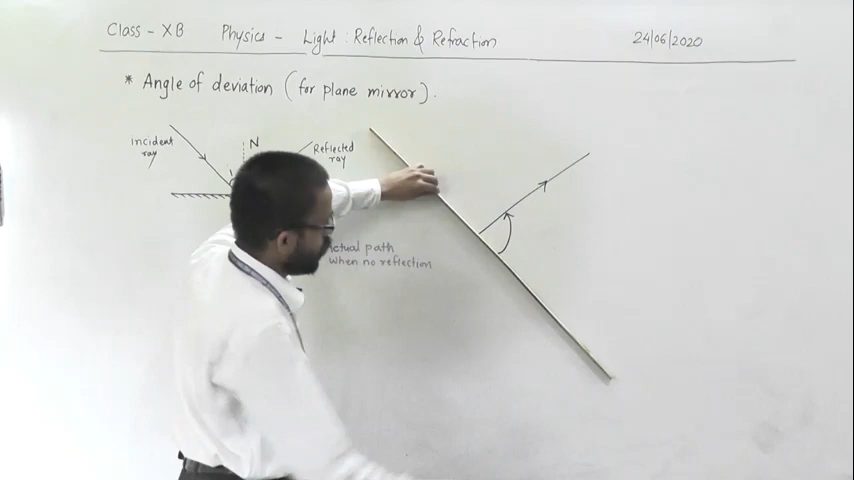 Class - XB Physics - Light : Reflection & Refraction 24/06/2020
* Angle of deviation (for plane mirror).
Incident ray
i
N
Reflected ray
actual path
when no reflection